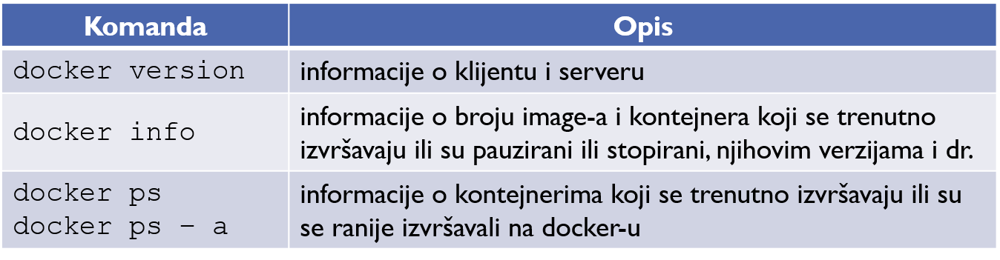 Komanda
Opis
docker version
informacije o klijentu i serveru
docker info
informacije o broju image-a i kontejnera koji se trenutno
izvršavaju ili su pauzirani ili stopirani, njihovim verzijama i dr.
docker ps
docker ps – a
informacije o kontejnerima koji se trenutno izvršavaju ili su
se ranije izvršavali na docker-u